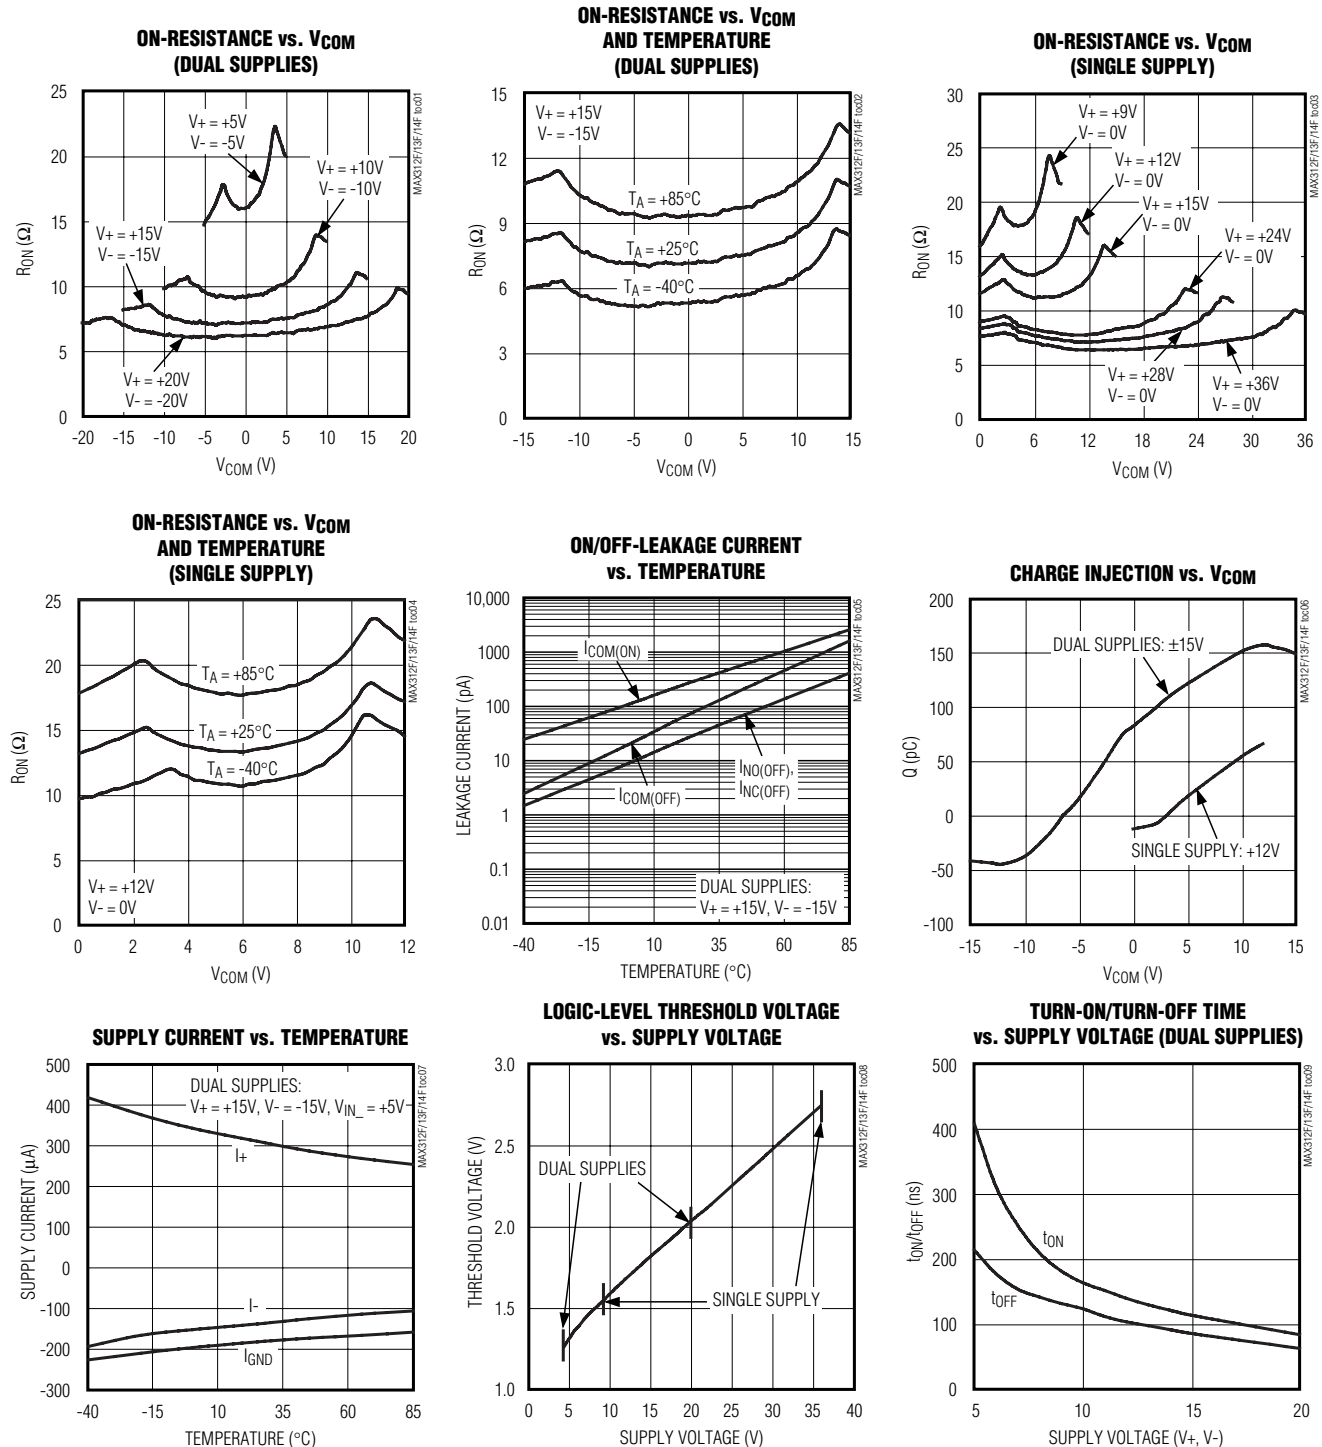 ON-RESISTANCE vs. VCOM
(DUAL SUPPLIES)
MAX312F/13F/14F toc01
25
20
15
10
5
0
RON (Ω)
V+ = +5V
V- = -5V
V+ = +10V
V- = -10V
V+ = +15V
V- = -15V
V+ = +20V
V- = -20V
-20 -15 -10 -5 0 5 10 15 20
VCOM (V)
ON-RESISTANCE vs. VCOM
AND TEMPERATURE
(DUAL SUPPLIES)
MAX312F/13F/14F toc02
15
12
9
6
3
0
RON (Ω)
V+ = +15V
V- = -15V
TA = +85°C
TA = +25°C
TA = -40°C
-15 -10 -5 0 5 10 15
VCOM (V)
ON-RESISTANCE vs. VCOM
(SINGLE SUPPLY)
MAX312F/13F/14F toc03
30
25
20
15
10
5
0
RON (Ω)
V+ = +9V
V- = 0V
V+ = +12V
V- = 0V
V+ = +15V
V- = 0V
V+ = +24V
V- = 0V
V+ = +28V
V- = 0V
V+ = +36V
V- = 0V
0 6 12 18 24 30 36
VCOM (V)
ON-RESISTANCE vs. VCOM
AND TEMPERATURE
(SINGLE SUPPLY)
MAX312F/13F/14F toc04
25
20
15
10
5
0
RON (Ω)
TA = +85°C
TA = +25°C
TA = -40°C
V+ = +12V
V- = 0V
0 2 4 6 8 10 12
VCOM (V)
ON/OFF-LEAKAGE CURRENT
vs. TEMPERATURE
MAX312F/13F/14F toc05
10,000
1000
100
10
1
0.1
0.01
LEAKAGE CURRENT (pA)
ICOM(ON)
ICOM(OFF)
INO(OFF),
INC(OFF)
DUAL SUPPLIES:
V+ = +15V, V- = -15V
-40 -15 10 35 60 85
TEMPERATURE (°C)
CHARGE INJECTION vs. VCOM
MAX312F/13F/14F toc06
200
150
100
50
0
-50
-100
Q (pC)
DUAL SUPPLIES: ±15V
SINGLE SUPPLY: +12V
-15 -10 -5 0 5 10 15
VCOM (V)
SUPPLY CURRENT vs. TEMPERATURE
MAX312F/13F/14F toc07
500
400
300
200
100
0
-100
-200
-300
SUPPLY CURRENT (µA)
DUAL SUPPLIES:
V+ = +15V, V- = -15V, VIN_ = +5V
I+
I-
IGND
-40 -15 10 35 60 85
TEMPERATURE (°C)
LOGIC-LEVEL THRESHOLD VOLTAGE
vs. SUPPLY VOLTAGE
MAX312F/13F/14F toc08
3.0
2.5
2.0
1.5
1.0
THRESHOLD VOLTAGE (V)
DUAL SUPPLIES
SINGLE SUPPLY
0 5 10 15 20 25 30 35 40
SUPPLY VOLTAGE (V)
TURN-ON/TURN-OFF TIME
vs. SUPPLY VOLTAGE (DUAL SUPPLIES)
MAX312F/13F/14F toc09
500
400
300
200
100
0
tON/tOFF (ns)
tON
tOFF
5 10 15 20
SUPPLY VOLTAGE (V+, V-)